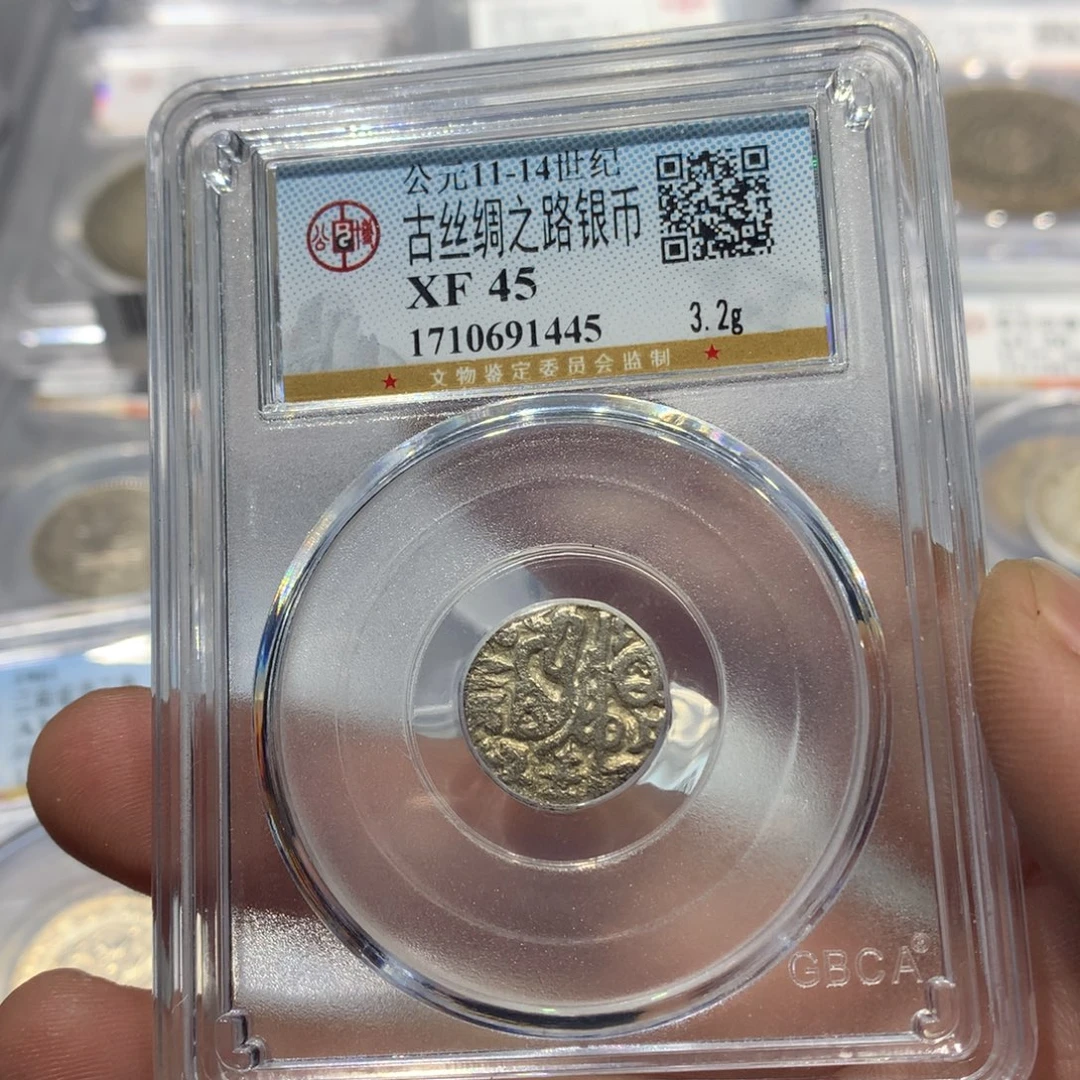 公元11-14世纪
古丝绸之路银币
XF 45
1710691445 3.2g
★ 文物鉴定委员会监制 ★
GBCA®